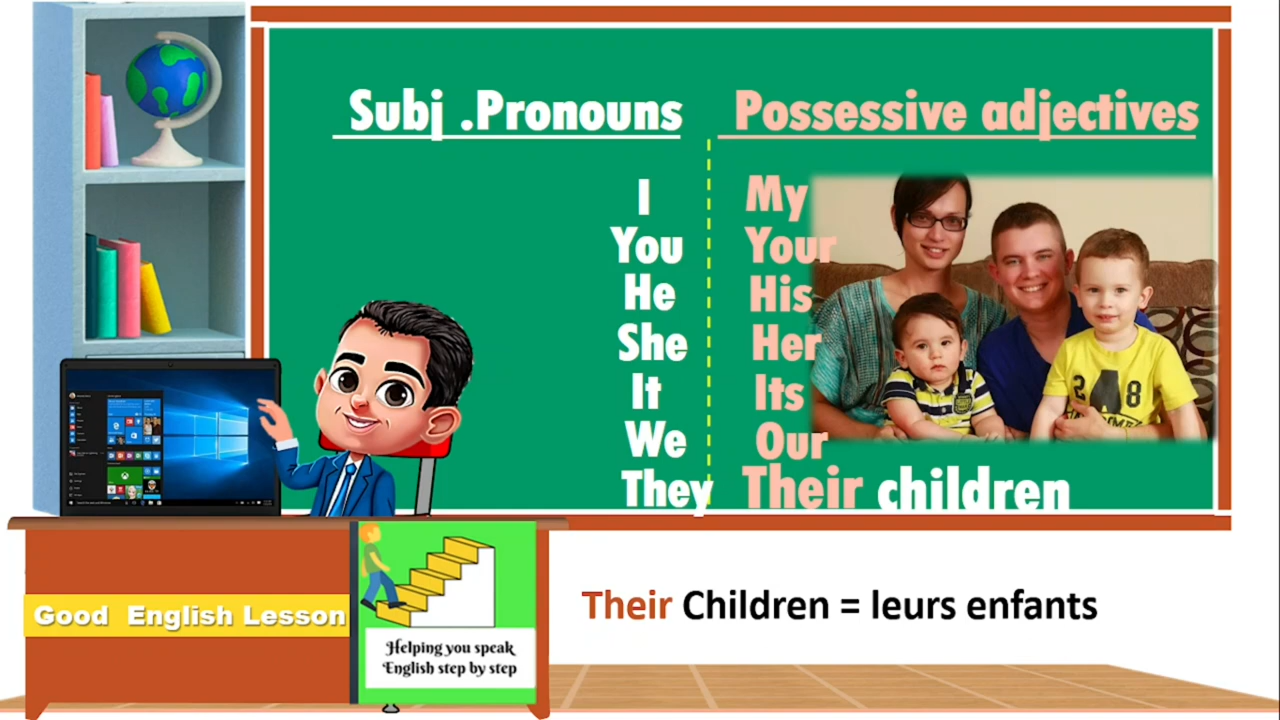 Subj .Pronouns Possessive adjectives
I My
You Your
He His
She Her
It Its
We Our
They Their children
Good English Lesson
Helping you speak
English step by step
Their Children = leurs enfants